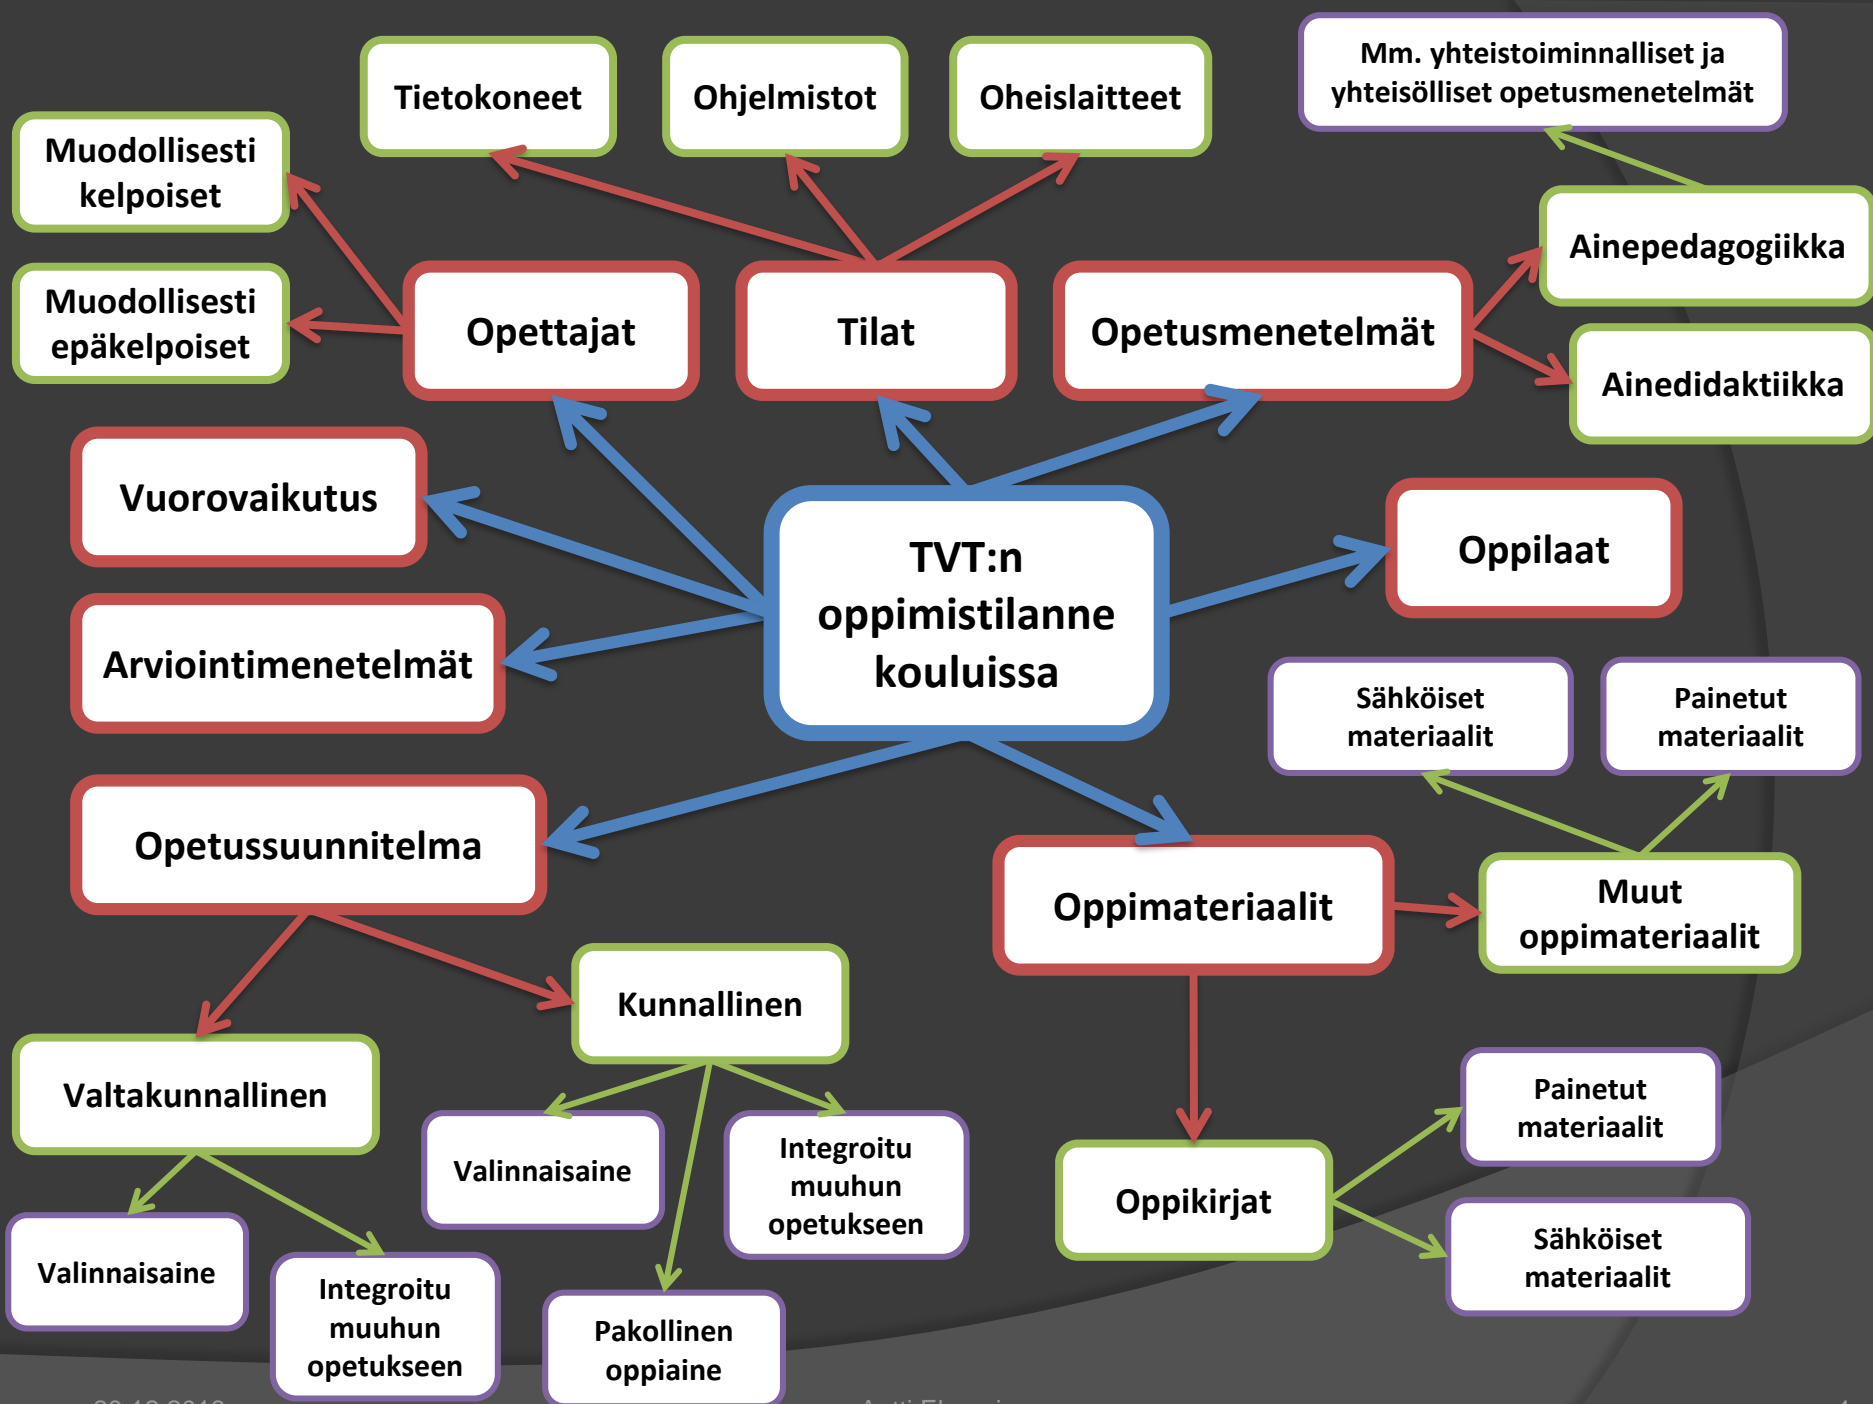 Mm. yhteistoiminnalliset ja
yhteisölliset opetusmenetelmät
Tietokoneet
Ohjelmistot
Oheislaitteet
Muodollisesti
kelpoiset
Ainepedagogiikka
Muodollisesti
epäkelpoiset
Opettajat
Tilat
Opetusmenetelmät
Ainedidaktiikka
Vuorovaikutus
TVT:n
oppimistilanne
kouluissa
Oppilaat
Arviointimenetelmät
Sähköiset
materiaalit
Painetut
materiaalit
Opetussuunnitelma
Oppimateriaalit
Muut
oppimateriaalit
Kunnallinen
Valtakunnallinen
Valinnaisaine
Integroitu
muuhun
opetukseen
Oppikirjat
Painetut
materiaalit
Sähköiset
materiaalit
Valinnaisaine
Integroitu
muuhun
opetukseen
Pakollinen
oppiaine